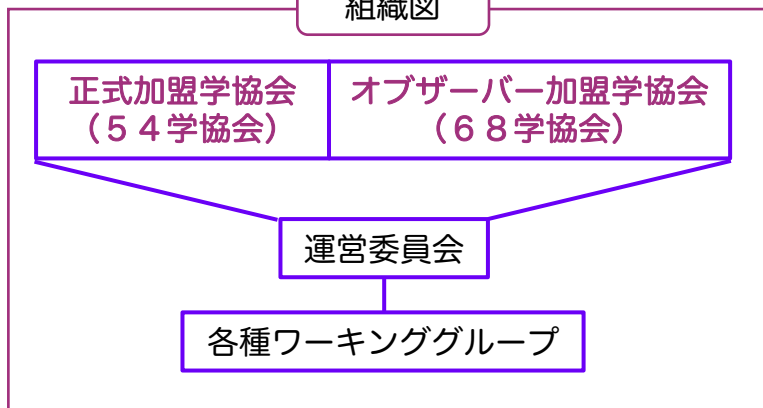 組織図
正式加盟学協会
（５４学協会）
オブザーバー加盟学協会
（６８学協会）
運営委員会
各種ワーキンググループ